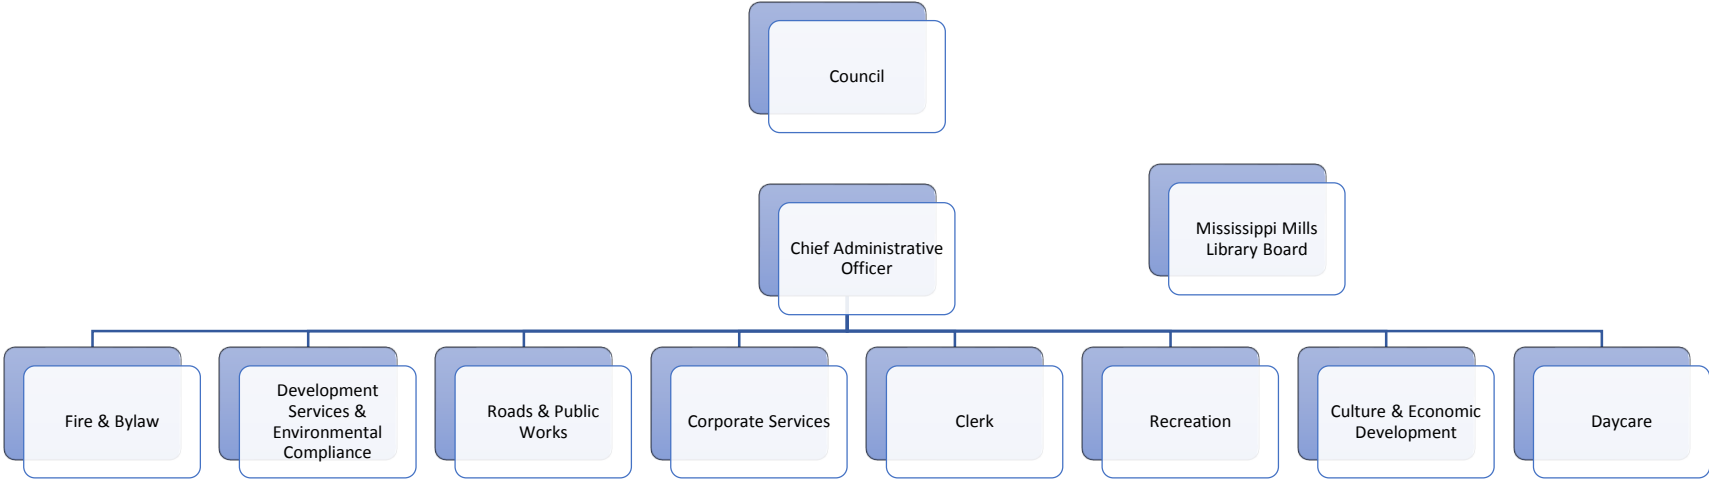 Council
Mississippi Mills
Library Board
Chief Administrative
Officer
Fire & Bylaw
Development
Services &
Environmental
Compliance
Roads & Public
Works
Corporate Services
Clerk
Recreation
Culture & Economic
Development
Daycare